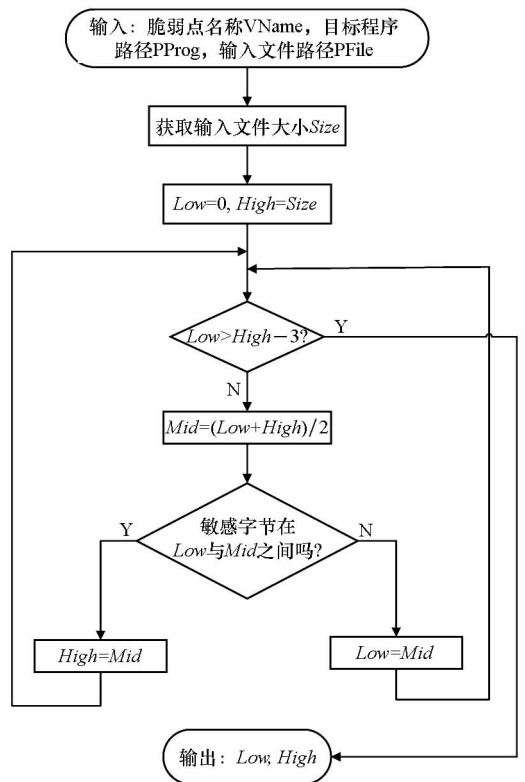 输入：脆弱点名称VName，目标程序
路径PProg，输入文件路径PFile
获取输入文件大小Size
Low=0, High=Size
Low>High－3?
Y
N
Mid=(Low+High)/2
敏感字节在
Low与Mid之间吗?
Y
N
High=Mid
Low=Mid
输出：Low, High